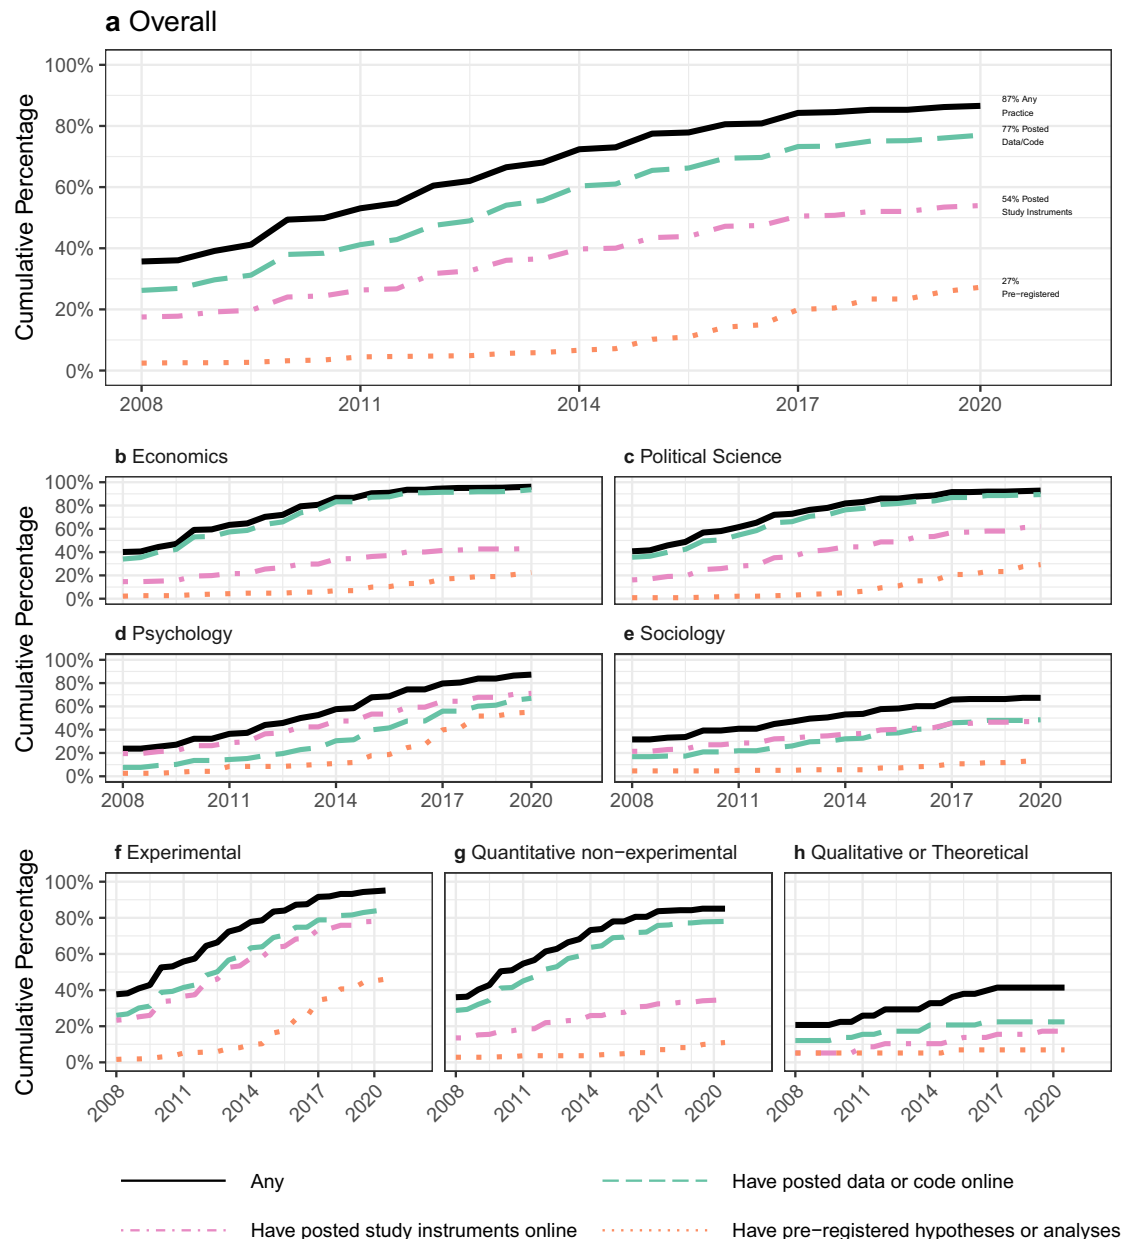 a Overall
Cumulative Percentage
100%
80%
60%
40%
20%
0%
87% Any
Practice
77% Posted
Data/Code
54% Posted
Study Instruments
27%
Pre−registered
2008 2011 2014 2017 2020
b Economics
c Political Science
Cumulative Percentage
100%
80%
60%
40%
20%
0%
d Psychology
e Sociology
100%
80%
60%
40%
20%
0%
2008 2011 2014 2017 2020
2008 2011 2014 2017 2020
f Experimental
g Quantitative non−experimental
h Qualitative or Theoretical
Cumulative Percentage
100%
80%
60%
40%
20%
0%
2008 2011 2014 2017 2020
2008 2011 2014 2017 2020
2008 2011 2014 2017 2020
Any
Have posted data or code online
Have posted study instruments online
Have pre−registered hypotheses or analyses